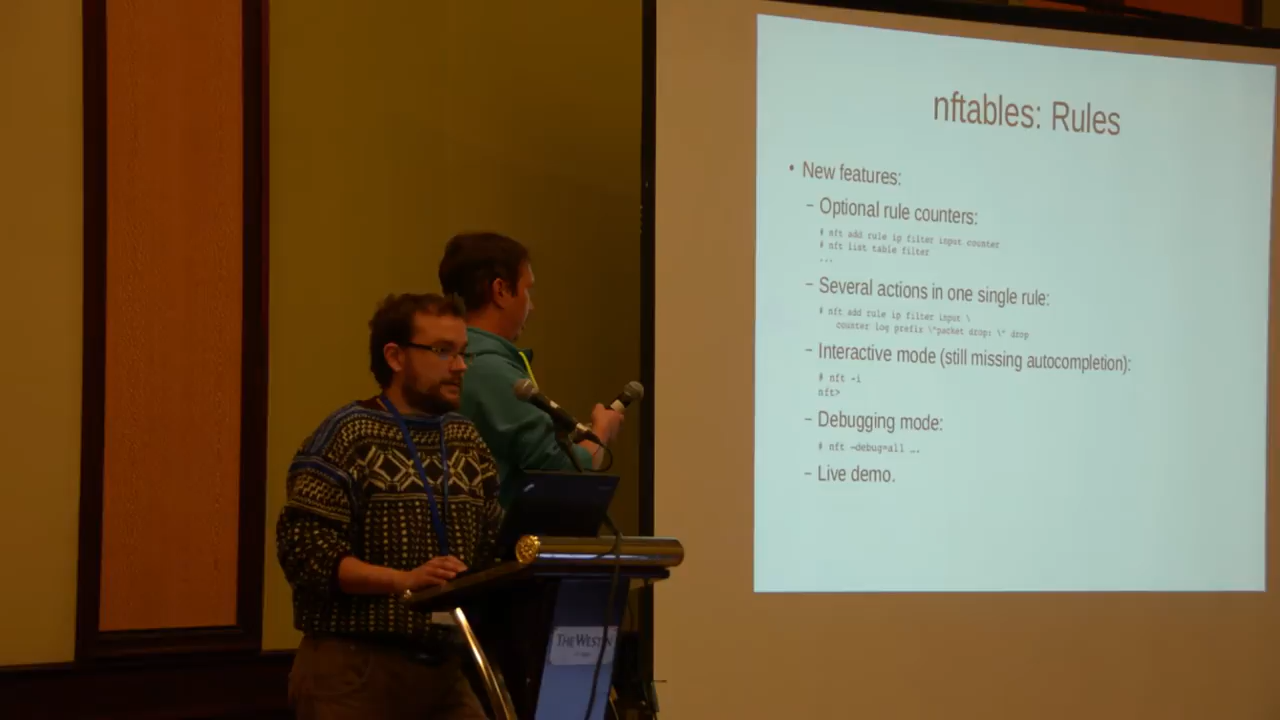 nftables: Rules
• New features:
– Optional rule counters:
# nft add rule ip filter input counter
# nft list table filter
...
– Several actions in one single rule:
# nft add rule ip filter input \
counter log prefix \"packet drop: \" drop
– Interactive mode (still missing autocompletion):
# nft -i
nft>
– Debugging mode:
# nft –debug=all ...
– Live demo.
THE WESTIN